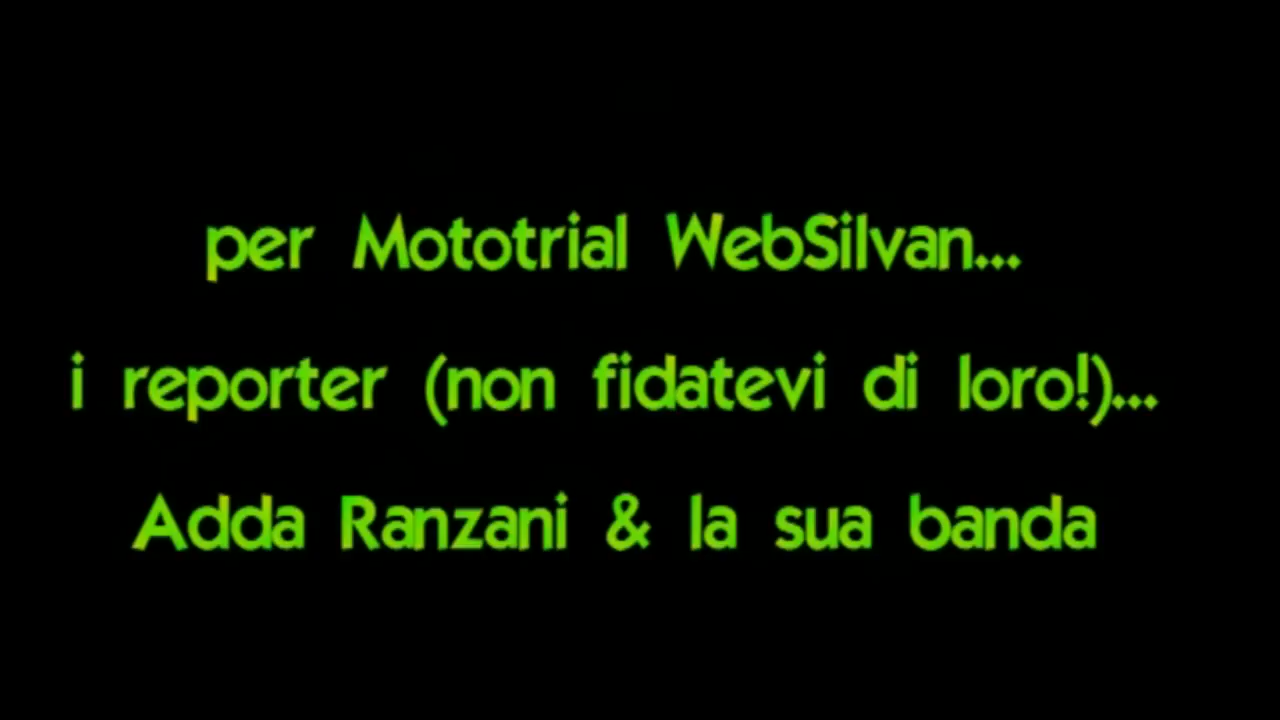 per Mototrial WebSilvan...
i reporter (non fidatevi di loro!)...
Adda Ranzani & la sua banda